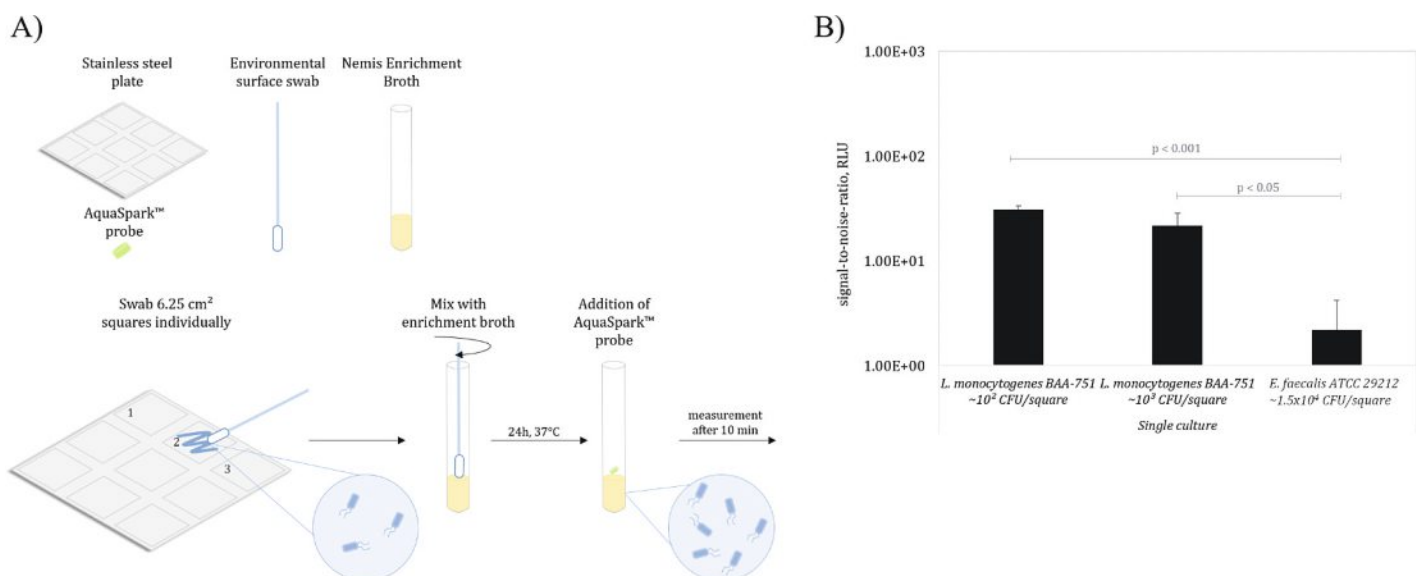 A)
Stainless steel
plate
Environmental
surface swab
Nemis Enrichment
Broth
AquaSpark™
probe
Swab 6.25 cm²
squares individually
Mix with
enrichment broth
Addition of
AquaSpark™
probe
1
2
3
24h, 37°C
measurement
after 10 min
B)
signal-to-noise-ratio, RLU
1.00E+03
1.00E+02
1.00E+01
1.00E+00
p < 0.001
p < 0.05
L. monocytogenes BAA-751
~10² CFU/square
L. monocytogenes BAA-751
~10³ CFU/square
E. faecalis ATCC 29212
~1.5x10⁴ CFU/square
Single culture